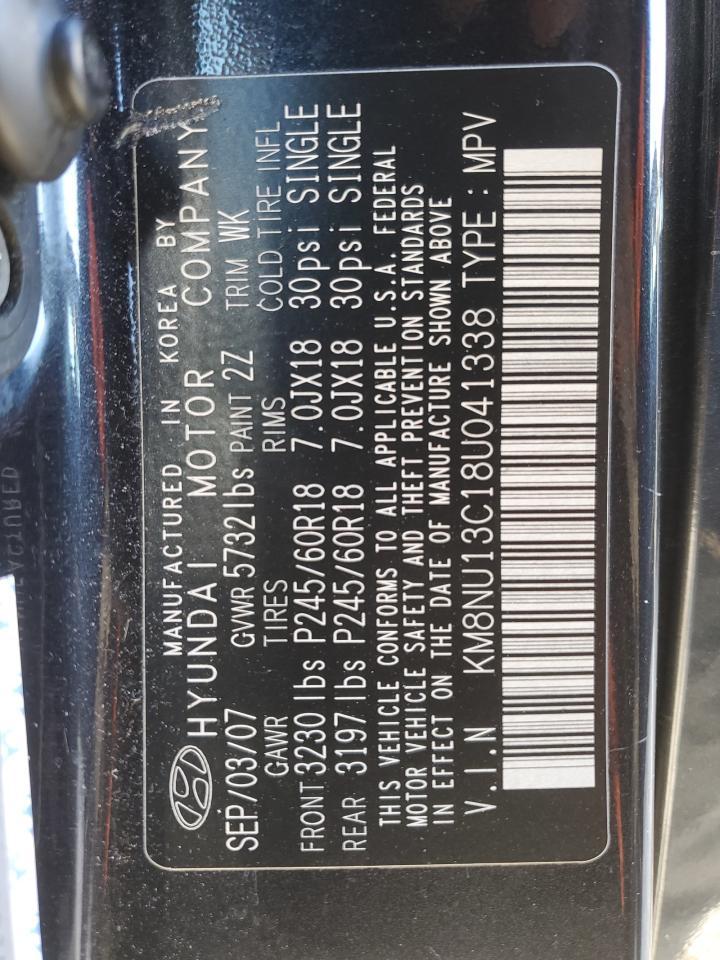 MANUFACTURED IN KOREA BY
HYUNDAI MOTOR COMPANY
SEP/03/07 GVWR 5732lbs PAINT 2Z TRIM WK
GAWR TIRES RIMS COLD TIRE INFL
FRONT 3230 lbs P245/60R18 7.0JX18 30psi SINGLE
REAR 3197 lbs P245/60R18 7.0JX18 30psi SINGLE
THIS VEHICLE CONFORMS TO ALL APPLICABLE U.S.A. FEDERAL
MOTOR VEHICLE SAFETY AND THEFT PREVENTION STANDARDS
IN EFFECT ON THE DATE OF MANUFACTURE SHOWN ABOVE
V.I.N KM8NU13C18U041338 TYPE : MPV